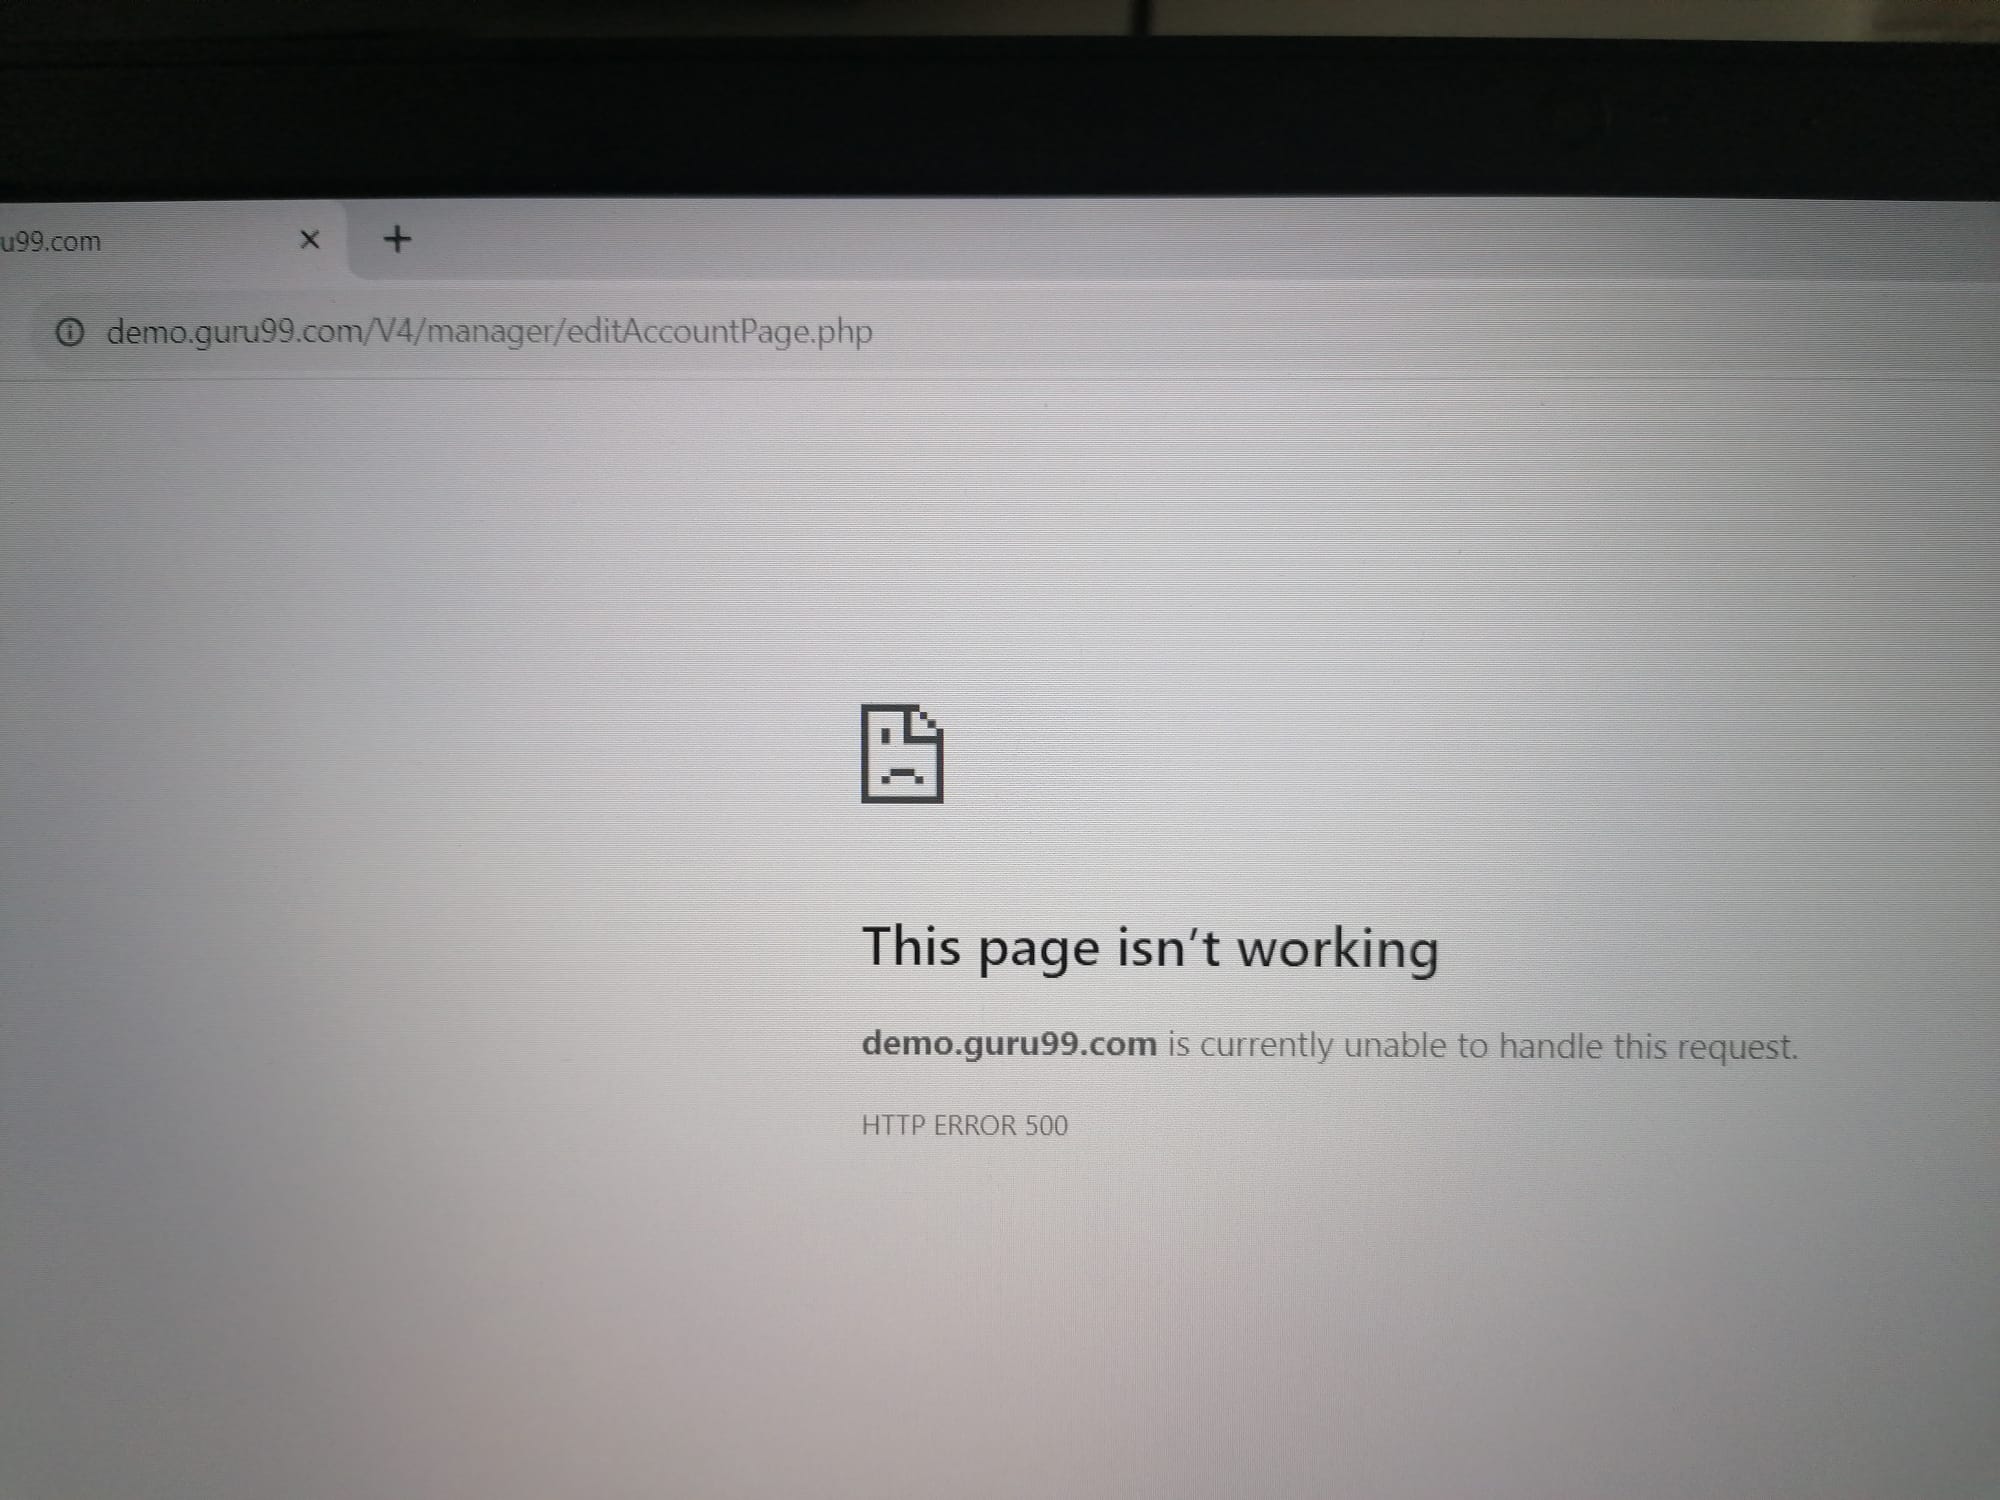 u99.com
demo.guru99.com/V4/manager/editAccountPage.php
This page isn't working
demo.guru99.com is currently unable to handle this request.
HTTP ERROR 500